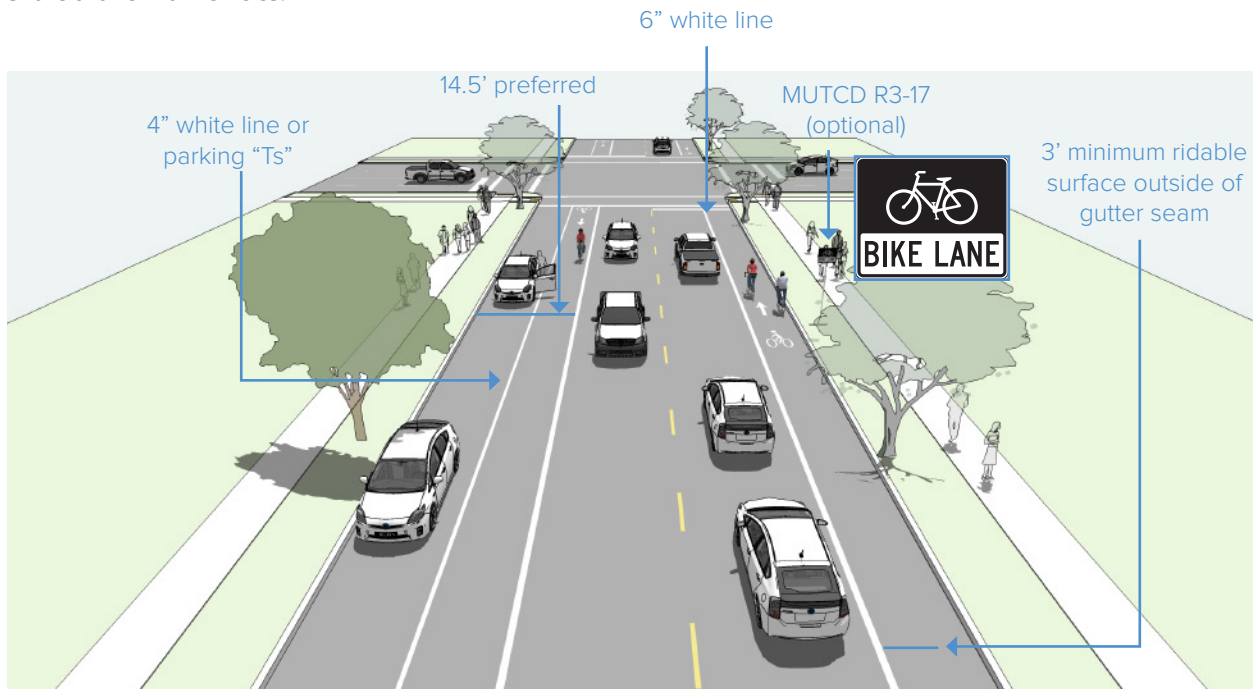 6” white line
14.5’ preferred
MUTCD R3-17
(optional)
4” white line or
parking “Ts”
3’ minimum ridable
surface outside of
gutter seam
BIKE LANE